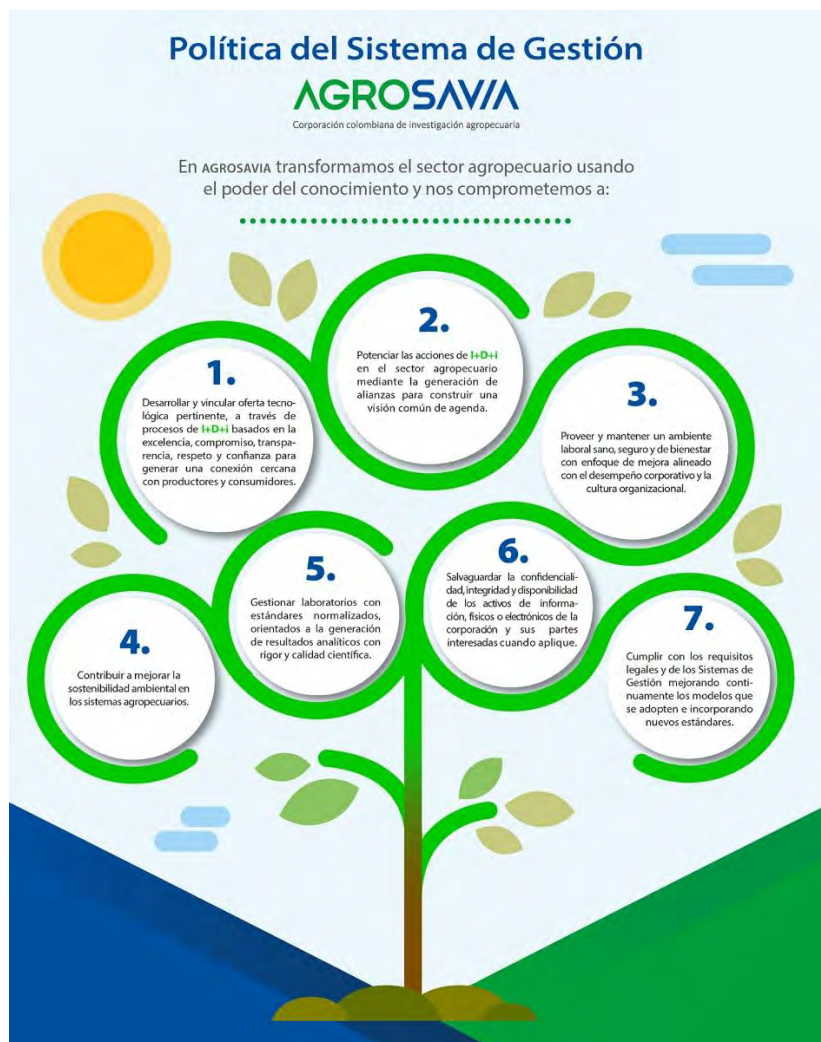 Política del Sistema de Gestión
AGROSAVIA
Corporación colombiana de investigación agropecuaria
En AGROSAVIA transformamos el sector agropecuario usando
el poder del conocimiento y nos comprometemos a:
1.
Desarrollar y vincular oferta tecno-
lógica pertinente, a través de
procesos de I+D+i basados en la
excelencia, compromiso, transpa-
rencia, respeto y confianza para
generar una conexión cercana
con productores y consumidores.
2.
Potenciar las acciones de I+D+i
en el sector agropecuario
mediante la generación de
alianzas para construir una
visión común de agenda.
3.
Proveer y mantener un ambiente
laboral sano, seguro y de bienestar
con enfoque de mejora alineado
con el desempeño corporativo y la
cultura organizacional.
4.
Contribuir a mejorar la
sostenibilidad ambiental en
los sistemas agropecuarios.
5.
Gestionar laboratorios con
estándares normalizados,
orientados a la generación
de resultados analíticos con
rigor y calidad científica.
6.
Salvaguardar la confidenciali-
dad, integridad y disponibilidad
de los activos de informa-
ción, físicos o electrónicos de la
corporación y sus partes
interesadas cuando aplique.
7.
Cumplir con los requisitos
legales y de los Sistemas de
Gestión mejorando conti-
nuamente los modelos que
se adopten e incorporando
nuevos estándares.